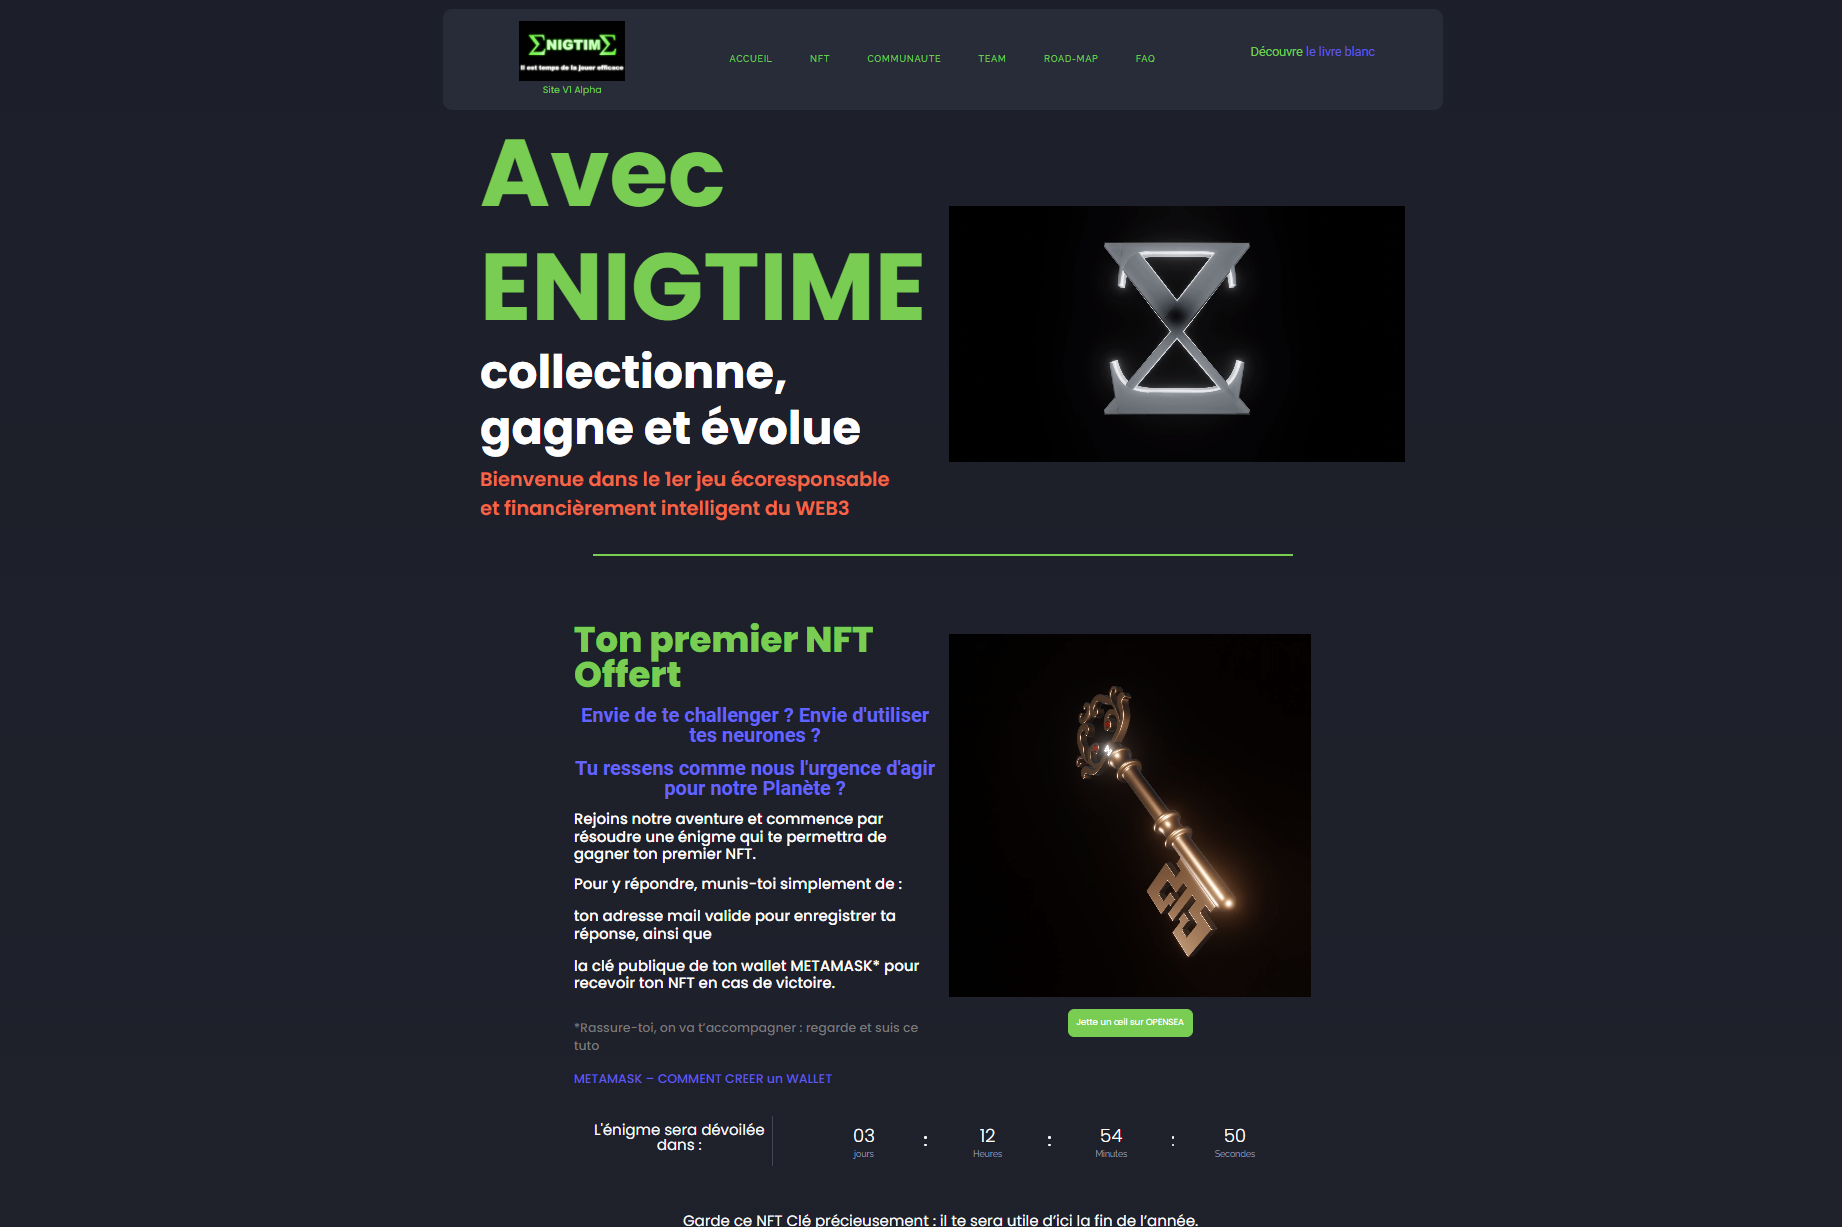 ΣNIGTIMΣ
Il est temps de la jouer efficace
Site V1 Alpha
ACCUEIL
NFT
COMMUNAUTE
TEAM
ROAD-MAP
FAQ
Découvre le livre blanc
Avec
ENIGTIME
collectionne,
gagne et évolue
Bienvenue dans le 1er jeu écoresponsable
et financièrement intelligent du WEB3
Ton premier NFT
Offert
Envie de te challenger ? Envie d'utiliser
tes neurones ?
Tu ressens comme nous l'urgence d'agir
pour notre Planète ?
Rejoins notre aventure et commence par
résoudre une énigme qui te permettra de
gagner ton premier NFT.
Pour y répondre, munis-toi simplement de :
ton adresse mail valide pour enregistrer ta
réponse, ainsi que
la clé publique de ton wallet METAMASK* pour
recevoir ton NFT en cas de victoire.
*Rassure-toi, on va t’accompagner : regarde et suis ce
tuto
METAMASK – COMMENT CREER un WALLET
Jette un œil sur OPENSEA
L'énigme sera dévoilée
dans :
03 : 12 : 54 : 50
jours Heures Minutes Secondes
Garde ce NFT Clé précieusement : il te sera utile d’ici la fin de l’année.